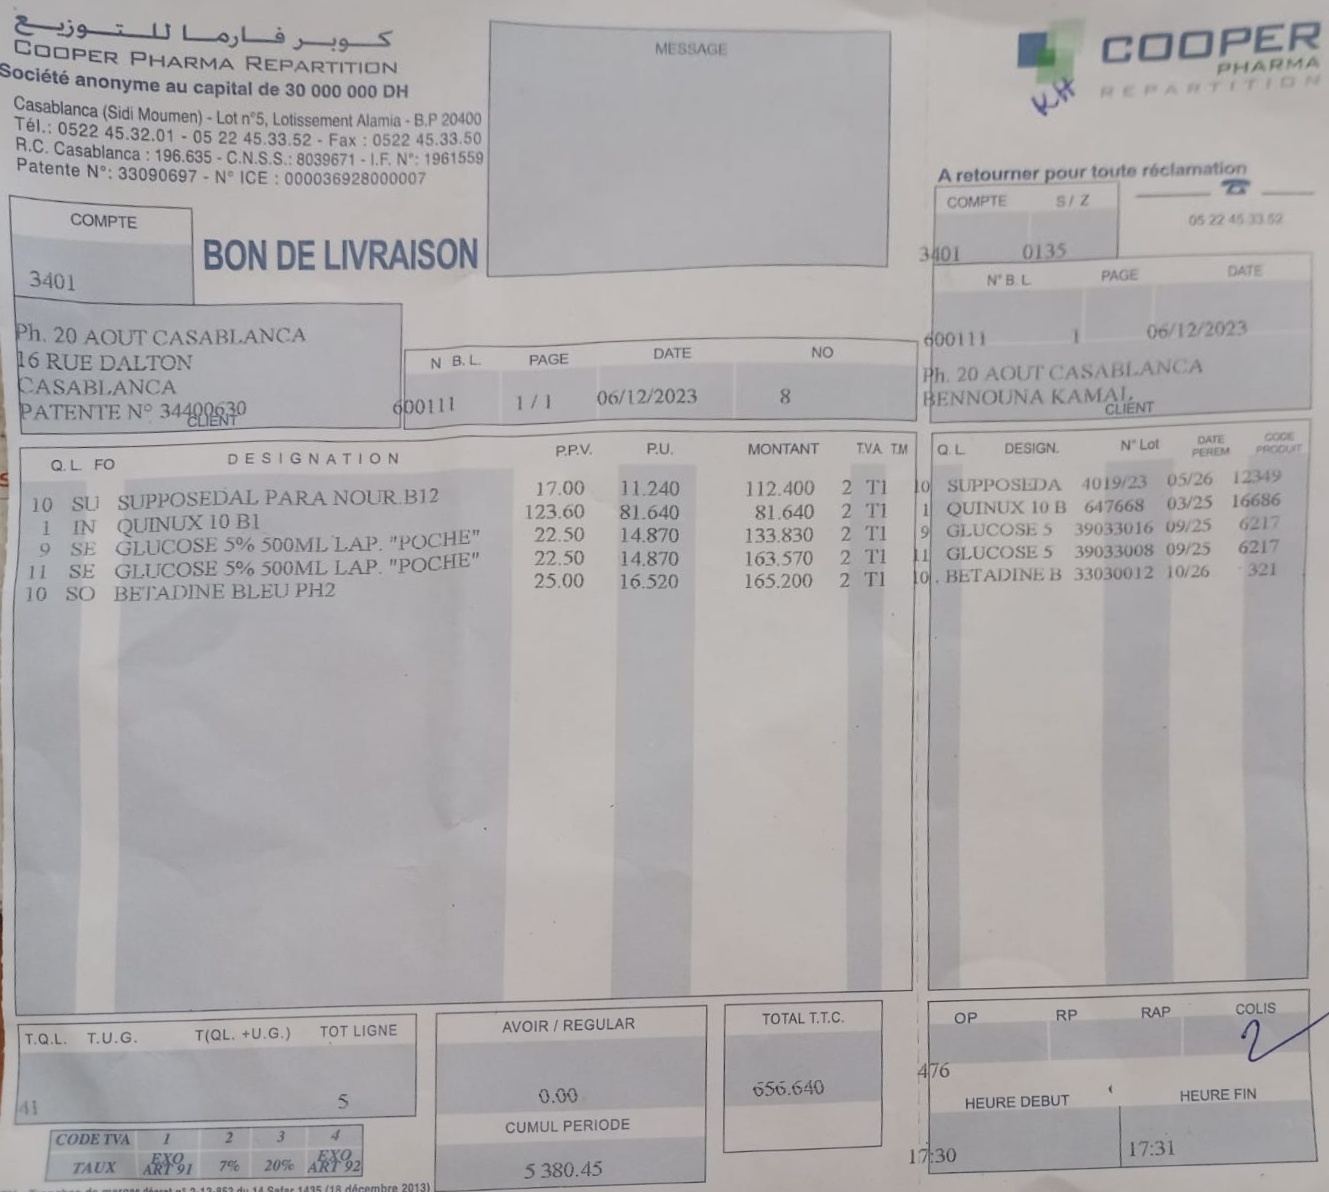 كوبر فارما للتوزيع
COOPER PHARMA REPARTITION
Société anonyme au capital de 30 000 000 DH
Casablanca (Sidi Moumen) - Lot n°5, Lotissement Alamia - B.P 20400
Tél.: 0522 45.32.01 - 05 22 45.33.52 - Fax : 0522 45.33.50
R.C. Casablanca : 196.635 - C.N.S.S.: 8039671 - I.F. N°: 1961559
Patente N°: 33090697 - N° ICE : 000036928000007
MESSAGE
COOPER
PHARMA
REPARTITION
KH
A retourner pour toute réclamation
05 22 45 33 52
COMPTE
3401
BON DE LIVRAISON
COMPTE S / Z
3401 0135
N° B.L. PAGE DATE
600111 1 06/12/2023
Ph. 20 AOUT CASABLANCA
BENNOUNA KAMAL
CLIENT
Ph. 20 AOUT CASABLANCA
16 RUE DALTON
CASABLANCA
PATENTE N° 34400630
CLIENT
N B.L. PAGE DATE NO
600111 1 / 1 06/12/2023 8
Q.L. FO DESIGNATION P.P.V. P.U. MONTANT T.V.A T.M
10 SU SUPPOSEDAL PARA NOUR.B12 17.00 11.240 112.400 2 T1
1 IN QUINUX 10 B1 123.60 81.640 81.640 2 T1
9 SE GLUCOSE 5% 500ML LAP. "POCHE" 22.50 14.870 133.830 2 T1
11 SE GLUCOSE 5% 500ML LAP. "POCHE" 22.50 14.870 163.570 2 T1
10 SO BETADINE BLEU PH2 25.00 16.520 165.200 2 T1
Q.L. DESIGN. N° Lot DATE PEREM CODE PRODUIT
10 SUPPOSEDA 4019/23 05/26 12349
1 QUINUX 10 B 647668 03/25 16686
9 GLUCOSE 5 39033016 09/25 6217
11 GLUCOSE 5 39033008 09/25 6217
10 . BETADINE B 33030012 10/26 321
T.Q.L. T.U.G. T(QL. +U.G.) TOT LIGNE
41 5
AVOIR / REGULAR
0.00
CUMUL PERIODE
5 380.45
TOTAL T.T.C.
656.640
OP RP RAP COLIS
476 2
HEURE DEBUT HEURE FIN
17:30 17:31
CODE TVA 1 2 3 4
TAUX EXO ART 91 7% 20% EXO ART 92
de marges décret n° 2-13-852 du 14 Safar 1435 (18 décembre 2013)